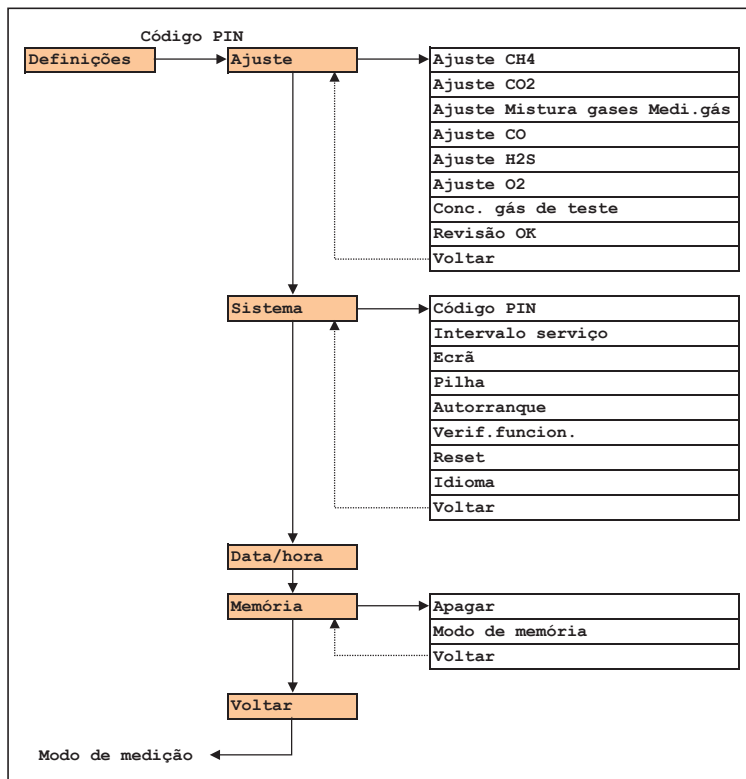 Código PIN
Definições
Ajuste
Ajuste CH4
Ajuste CO2
Ajuste Mistura gases Medi.gás
Ajuste CO
Ajuste H2S
Ajuste O2
Conc. gás de teste
Revisão OK
Voltar
Sistema
Código PIN
Intervalo serviço
Ecrã
Pilha
Autorranque
Verif.funcion.
Reset
Idioma
Voltar
Data/hora
Memória
Apagar
Modo de memória
Voltar
Voltar
Modo de medição